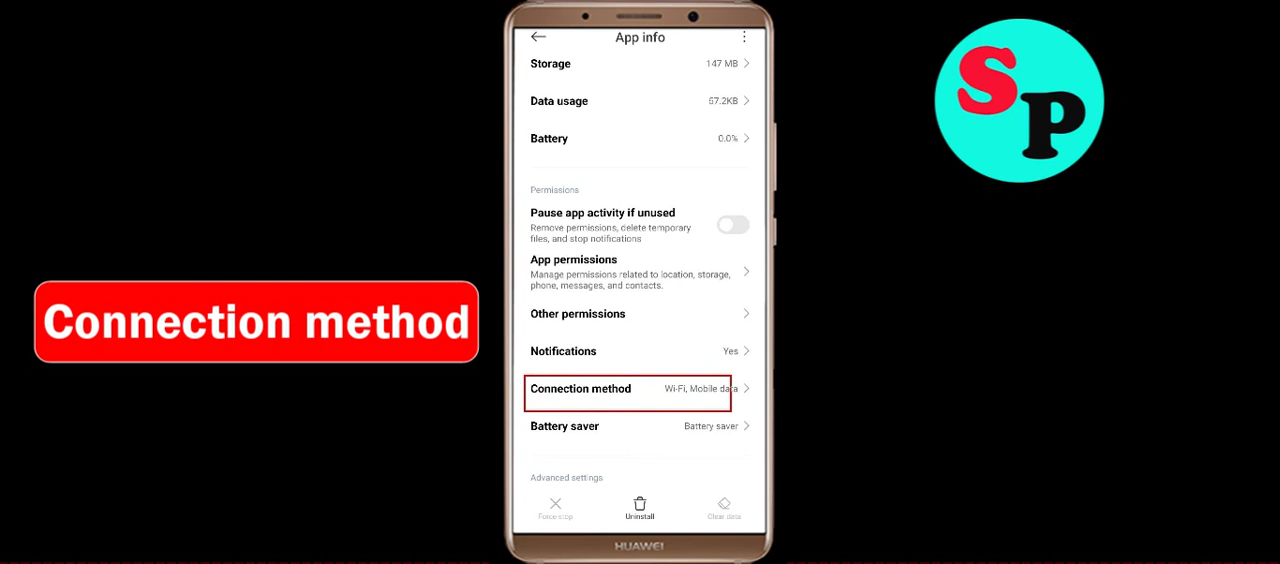 App info
Storage 147 MB
Data usage 57.2KB
Battery 0.0%
Permissions
Pause app activity if unused
Remove permissions, delete temporary
files, and stop notifications
App permissions
Manage permissions related to location, storage,
phone, messages, and contacts.
Other permissions
Notifications Yes
Connection method Wi-Fi, Mobile data
Battery saver Battery saver
Advanced settings
Force stop Uninstall Clear data
HUAWEI
Connection method
SP